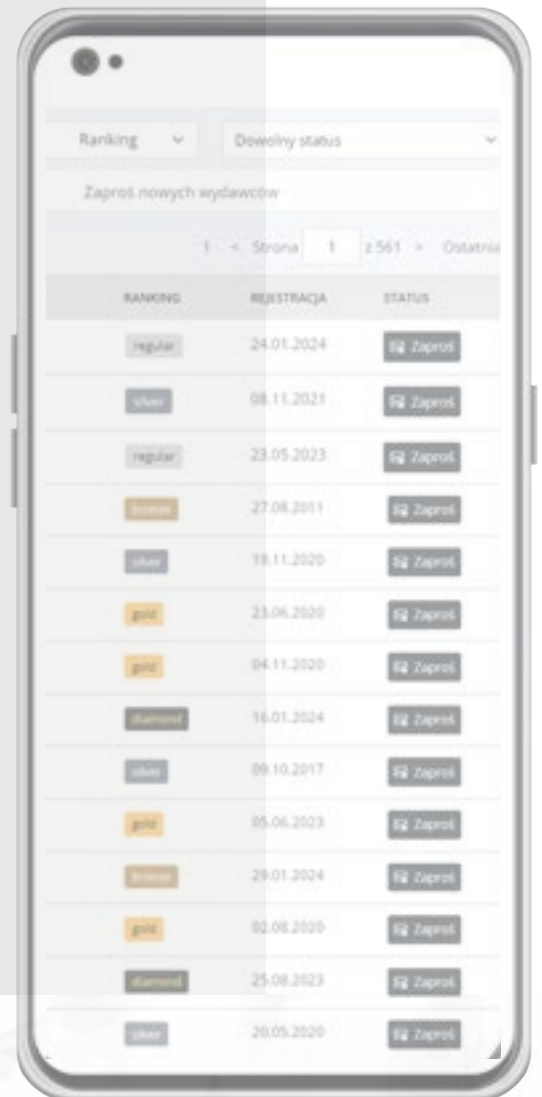 Ranking Dowolny status
Zaproś nowych wydawców
1 < Strona 1 z 561 > Ostatnia
RANKING REJESTRACJA STATUS
regular 24.01.2024 Zaproś
silver 08.11.2021 Zaproś
regular 23.05.2023 Zaproś
bronze 27.08.2011 Zaproś
silver 19.11.2020 Zaproś
gold 23.06.2020 Zaproś
gold 04.11.2020 Zaproś
diamond 16.01.2024 Zaproś
silver 09.10.2017 Zaproś
gold 05.06.2023 Zaproś
bronze 29.01.2024 Zaproś
gold 02.08.2020 Zaproś
diamond 25.08.2023 Zaproś
silver 20.05.2020 Zaproś